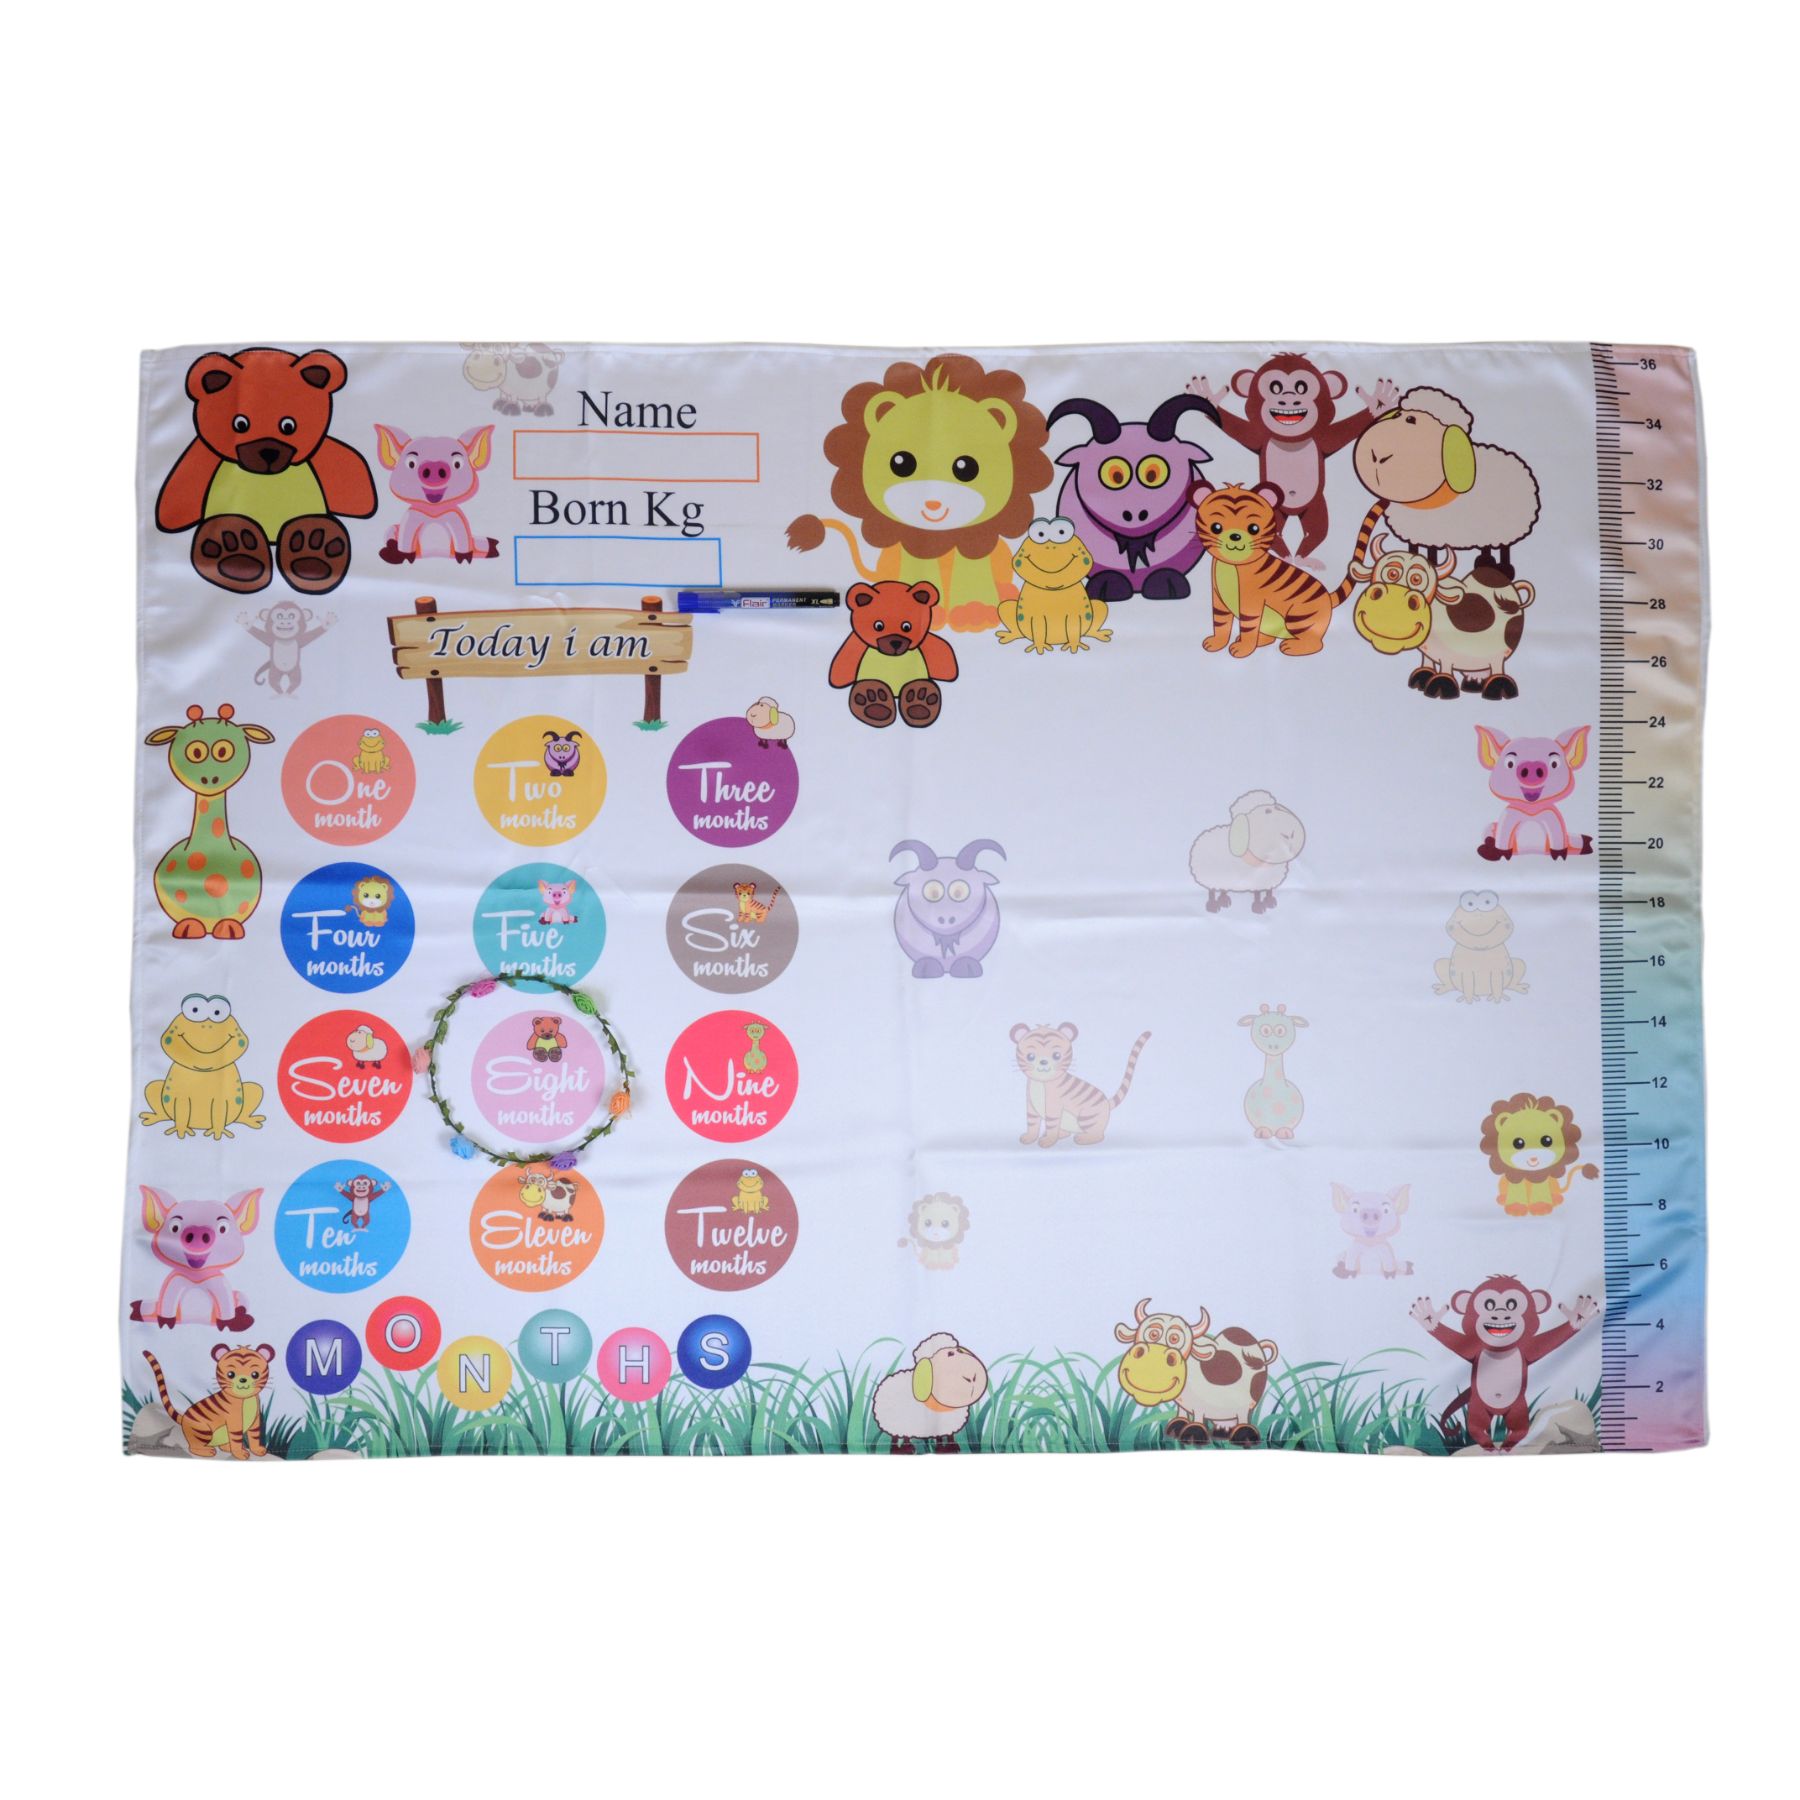 Name
Born Kg
Flair PERMANENT MARKER XL
Today i am
One
month
Two
months
Three
months
Four
months
Five
months
Six
months
Seven
months
Eight
months
Nine
months
Ten
months
Eleven
months
Twelve
months
MONTHS
36
34
32
30
28
26
24
22
20
18
16
14
12
10
8
6
4
2